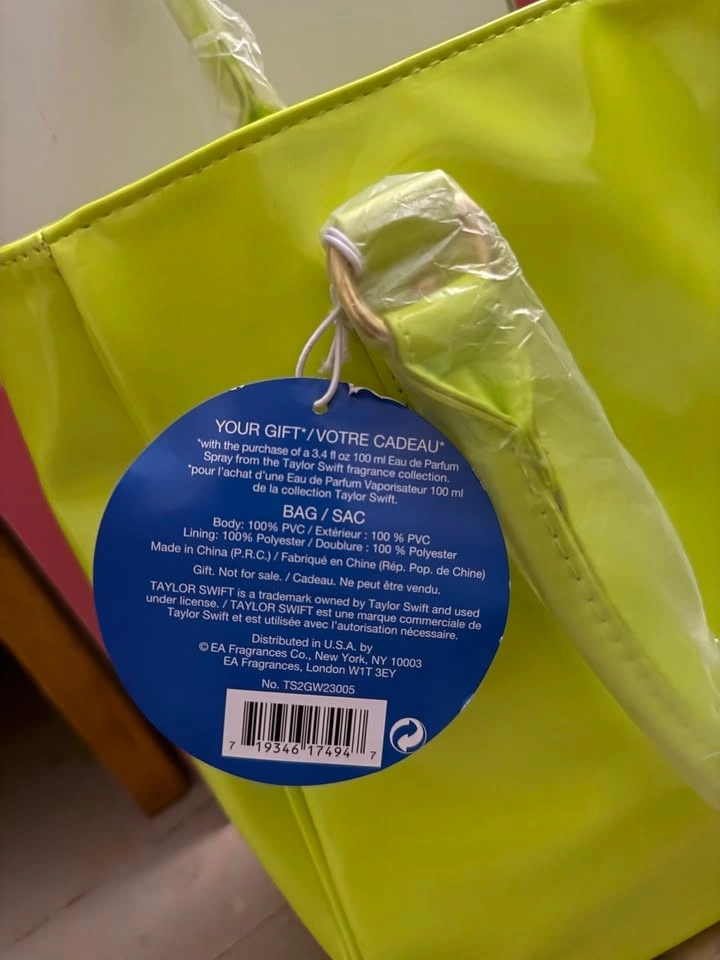 YOUR GIFT*/VOTRE CADEAU*
*with the purchase of a 3.4 fl oz 100 ml Eau de Parfum
Spray from the Taylor Swift fragrance collection.
*pour l'achat d'une Eau de Parfum Vaporisateur 100 ml
de la collection Taylor Swift.
BAG / SAC
Body: 100% PVC / Extérieur : 100 % PVC
Lining: 100% Polyester / Doublure : 100 % Polyester
Made in China (P.R.C.) / Fabriqué en Chine (Rép. Pop. de Chine)
Gift. Not for sale. / Cadeau. Ne peut être vendu.
TAYLOR SWIFT is a trademark owned by Taylor Swift and used
under license. / TAYLOR SWIFT est une marque commerciale de
Taylor Swift et est utilisée avec l'autorisation nécessaire.
Distributed in U.S.A. by
© EA Fragrances Co., New York, NY 10003
EA Fragrances, London W1T 3EY
No. TS2GW23005
7 19346 17494 7